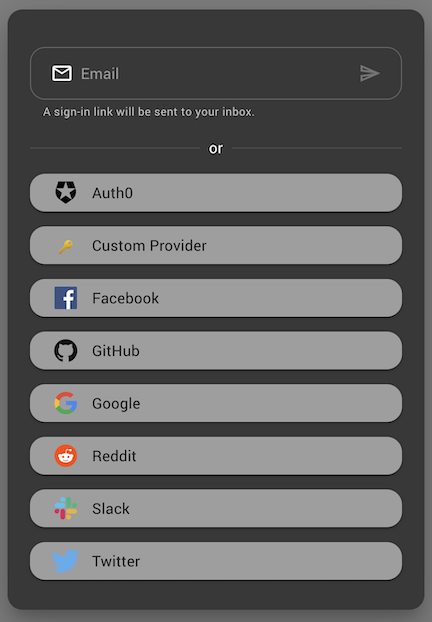 Email
A sign-in link will be sent to your inbox.
or
Auth0
Custom Provider
Facebook
GitHub
Google
Reddit
Slack
Twitter